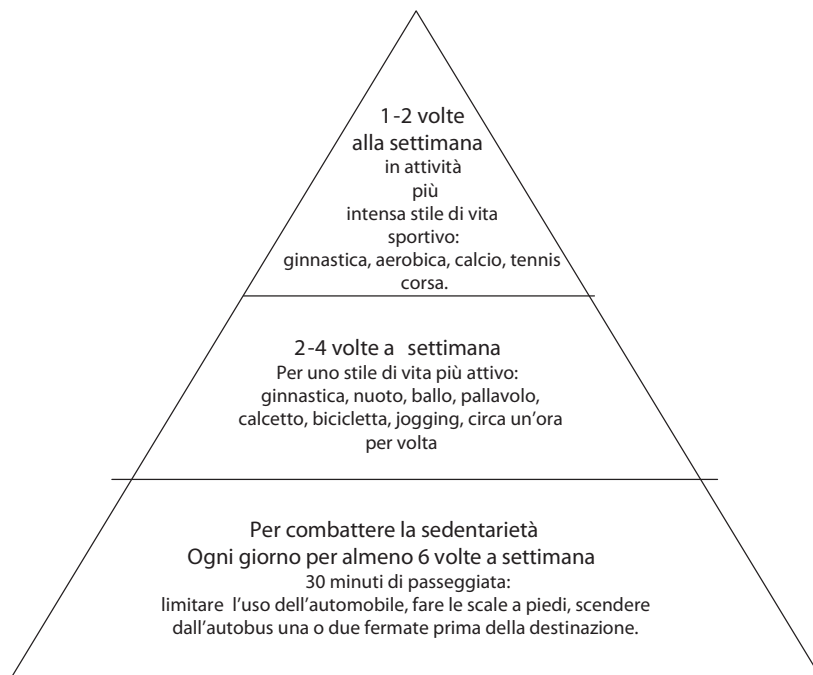 1-2 volte
alla settimana
in attività
più
intensa stile di vita
sportivo:
ginnastica, aerobica, calcio, tennis
corsa.
2-4 volte a settimana
Per uno stile di vita più attivo:
ginnastica, nuoto, ballo, pallavolo,
calcetto, bicicletta, jogging, circa un'ora
per volta
Per combattere la sedentarietà
Ogni giorno per almeno 6 volte a settimana
30 minuti di passeggiata:
limitare l'uso dell'automobile, fare le scale a piedi, scendere
dall'autobus una o due fermate prima della destinazione.